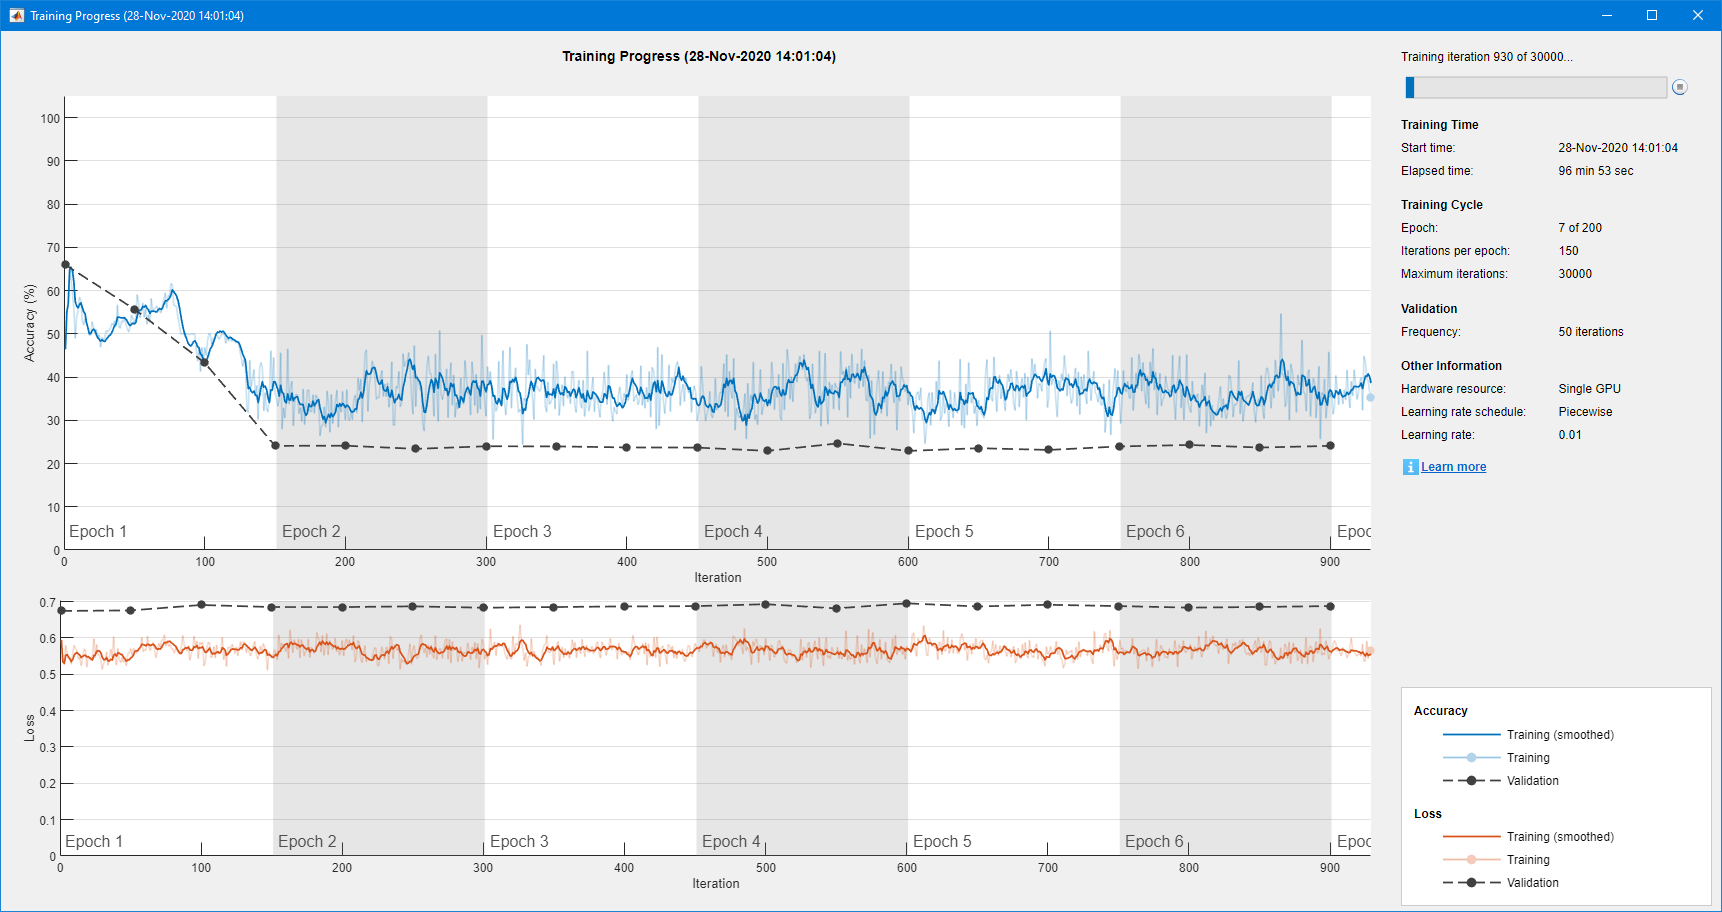 Training Progress (28-Nov-2020 14:01:04)
Training Progress (28-Nov-2020 14:01:04)
Accuracy (%)
100
90
80
70
60
50
40
30
20
10
0
Epoch 1
Epoch 2
Epoch 3
Epoch 4
Epoch 5
Epoch 6
Epoc
0
100
200
300
400
500
600
700
800
900
Iteration
Loss
0.7
0.6
0.5
0.4
0.3
0.2
0.1
0
Epoch 1
Epoch 2
Epoch 3
Epoch 4
Epoch 5
Epoch 6
Epoc
0
100
200
300
400
500
600
700
800
900
Iteration
Training iteration 930 of 30000...
Training Time
Start time: 28-Nov-2020 14:01:04
Elapsed time: 96 min 53 sec
Training Cycle
Epoch: 7 of 200
Iterations per epoch: 150
Maximum iterations: 30000
Validation
Frequency: 50 iterations
Other Information
Hardware resource: Single GPU
Learning rate schedule: Piecewise
Learning rate: 0.01
Learn more
Accuracy
Training (smoothed)
Training
Validation
Loss
Training (smoothed)
Training
Validation